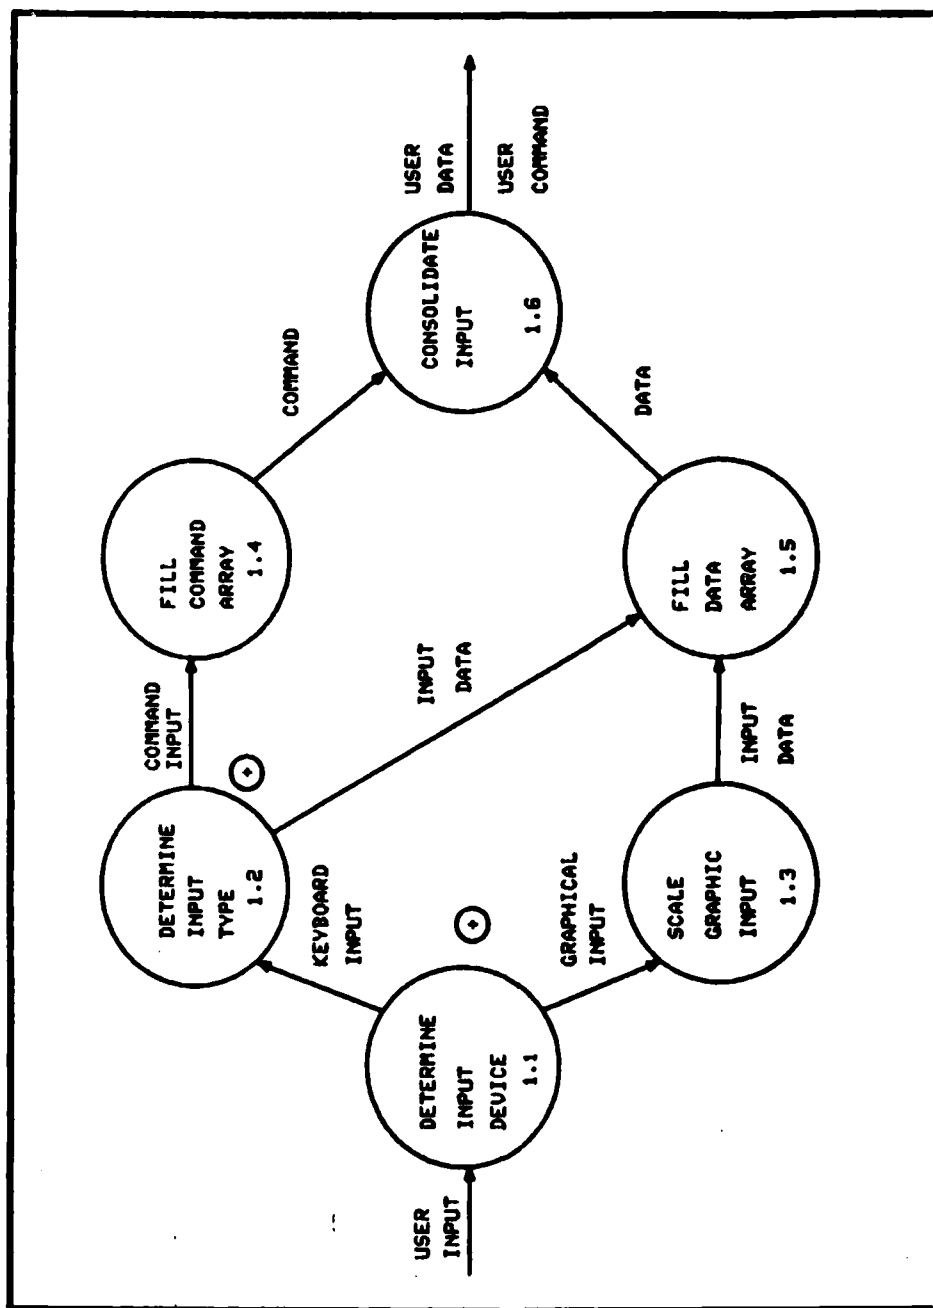 USER
INPUT
DETERMINE
INPUT
DEVICE
1.1
KEYBOARD
INPUT
+
GRAPHICAL
INPUT
DETERMINE
INPUT
TYPE
1.2
+
SCALE
GRAPHIC
INPUT
1.3
COMMAND
INPUT
INPUT
DATA
INPUT
DATA
FILL
COMMAND
ARRAY
1.4
FILL
DATA
ARRAY
1.5
COMMAND
DATA
CONSOLIDATE
INPUT
1.6
USER
DATA
USER
COMMAND